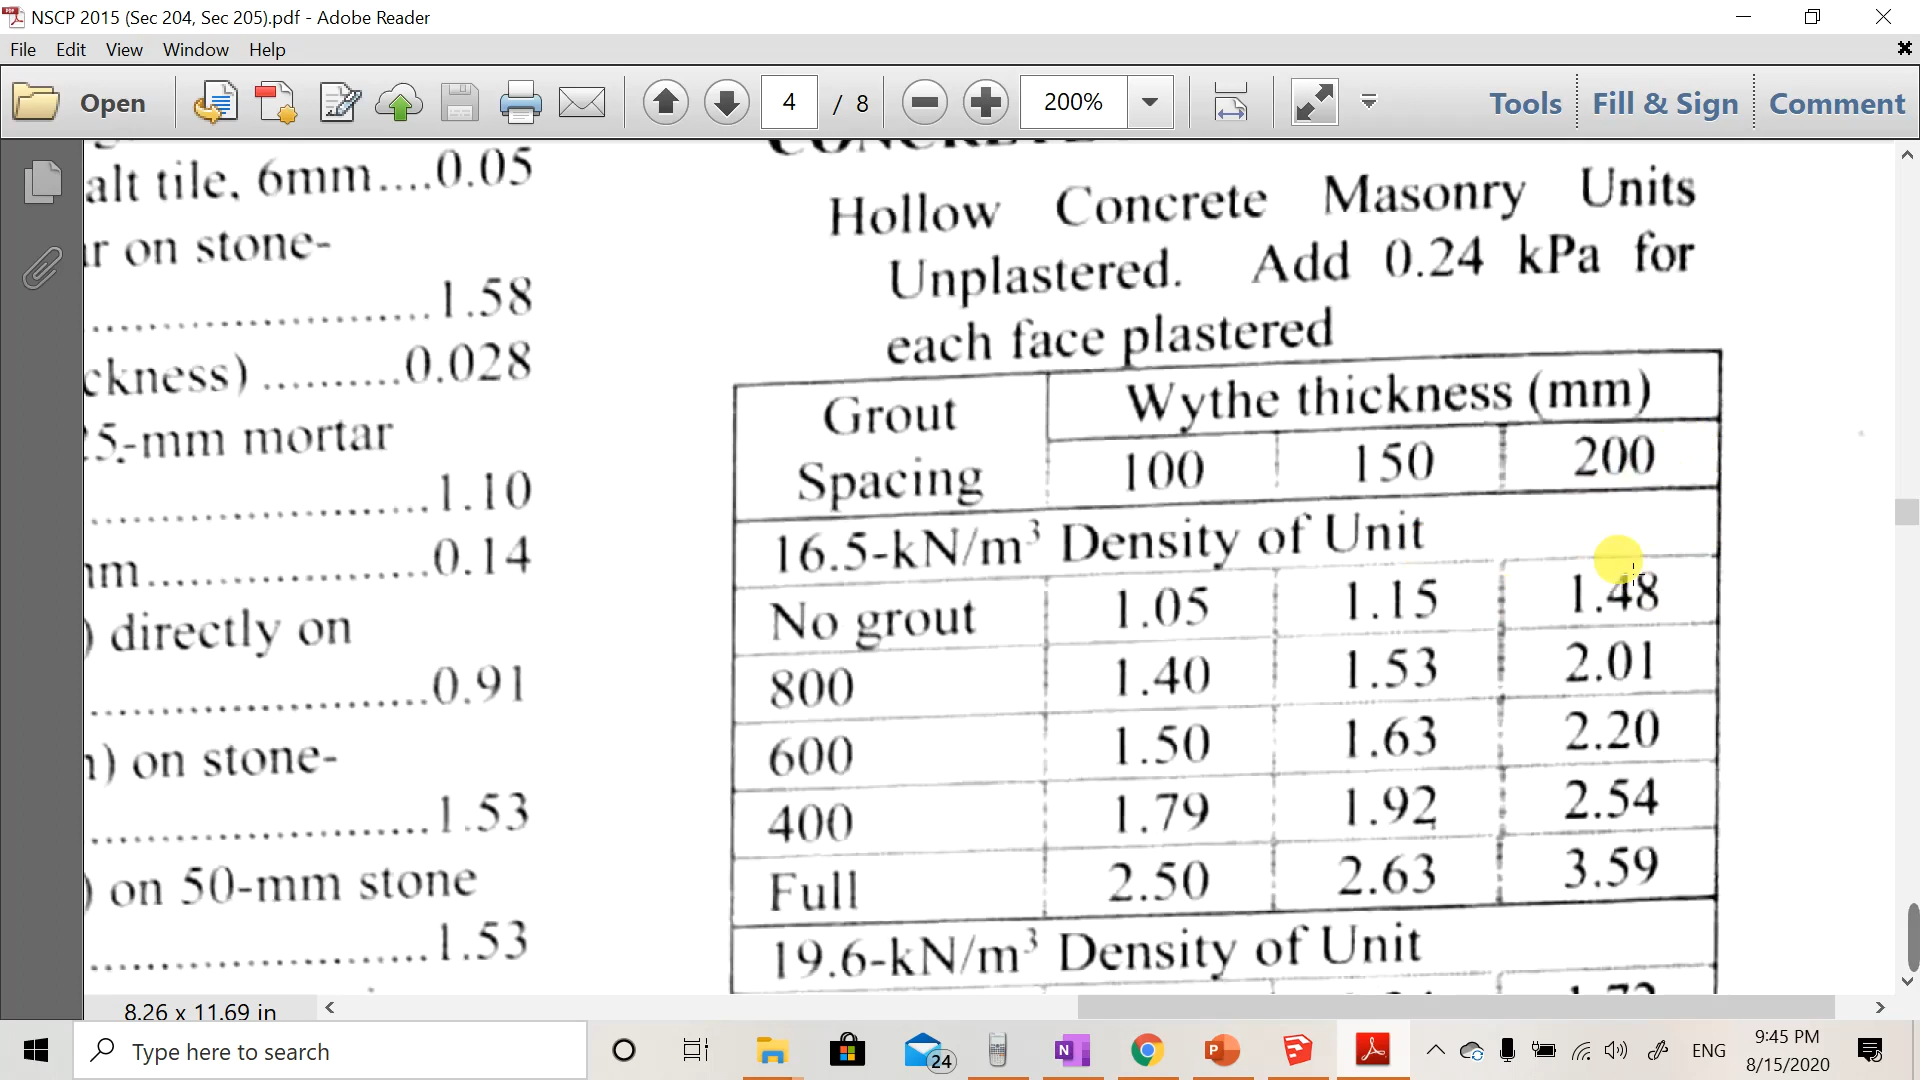 NSCP 2015 (Sec 204, Sec 205).pdf - Adobe Reader
File Edit View Window Help
Open 4 / 8 200% Tools Fill & Sign Comment
alt tile, 6mm....0.05
r on stone-
........................1.58
ckness) ..........0.028
25-mm mortar
........................1.10
m....................0.14
) directly on
........................0.91
) on stone-
........................1.53
) on 50-mm stone
........................1.53
Hollow Concrete Masonry Units
Unplastered. Add 0.24 kPa for
each face plastered
Grout Spacing
Wythe thickness (mm)
100 150 200
16.5-kN/m³ Density of Unit
No grout 1.05 1.15 1.48
800 1.40 1.53 2.01
600 1.50 1.63 2.20
400 1.79 1.92 2.54
Full 2.50 2.63 3.59
19.6-kN/m³ Density of Unit
8.26 x 11.69 in
Type here to search
24
ENG
9:45 PM
8/15/2020